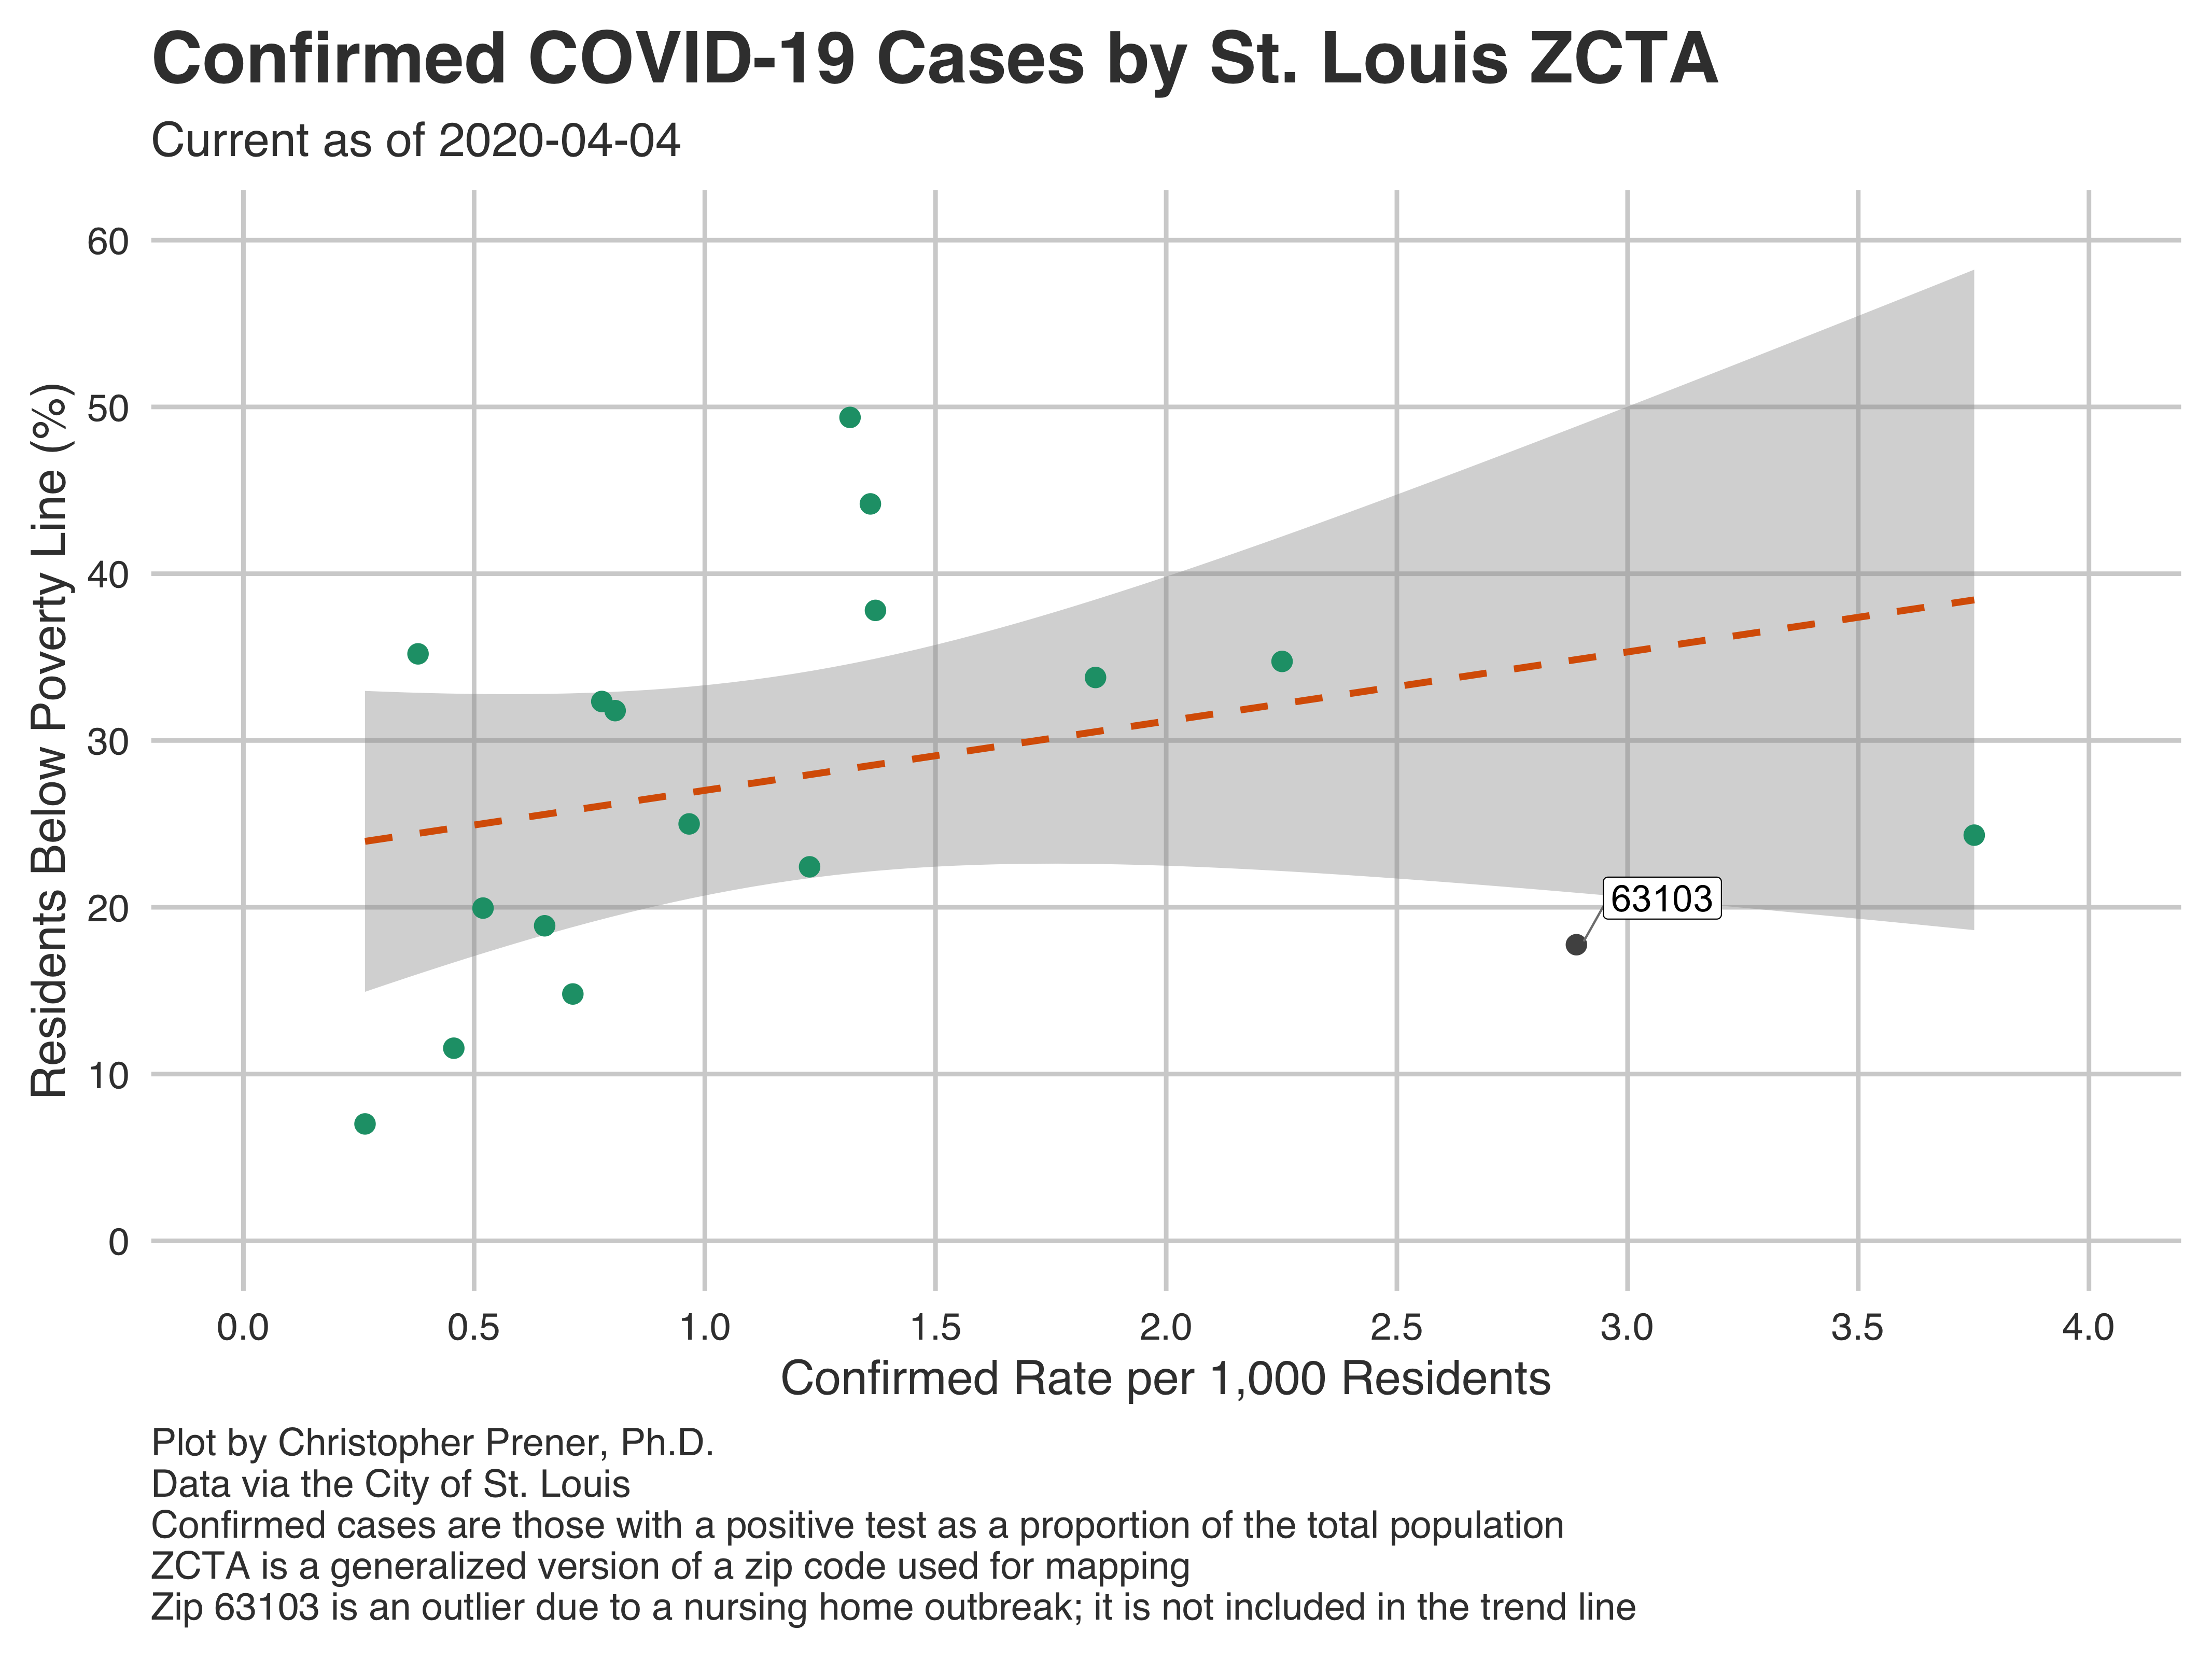 Confirmed COVID-19 Cases by St. Louis ZCTA
Current as of 2020-04-04
Residents Below Poverty Line (%)
60
50
40
30
20
10
0
63103
0.0 0.5 1.0 1.5 2.0 2.5 3.0 3.5 4.0
Confirmed Rate per 1,000 Residents
Plot by Christopher Prener, Ph.D.
Data via the City of St. Louis
Confirmed cases are those with a positive test as a proportion of the total population
ZCTA is a generalized version of a zip code used for mapping
Zip 63103 is an outlier due to a nursing home outbreak; it is not included in the trend line